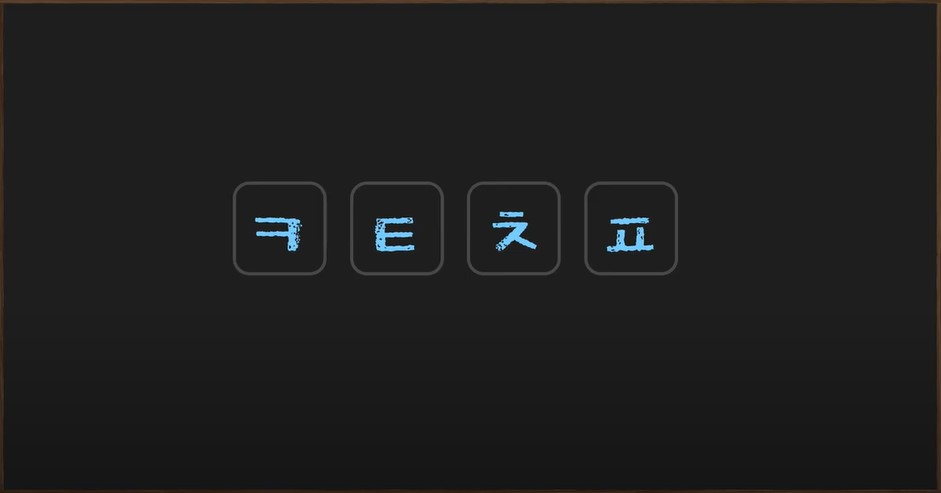 ㅋ ㅌ ㅊ ㅍ